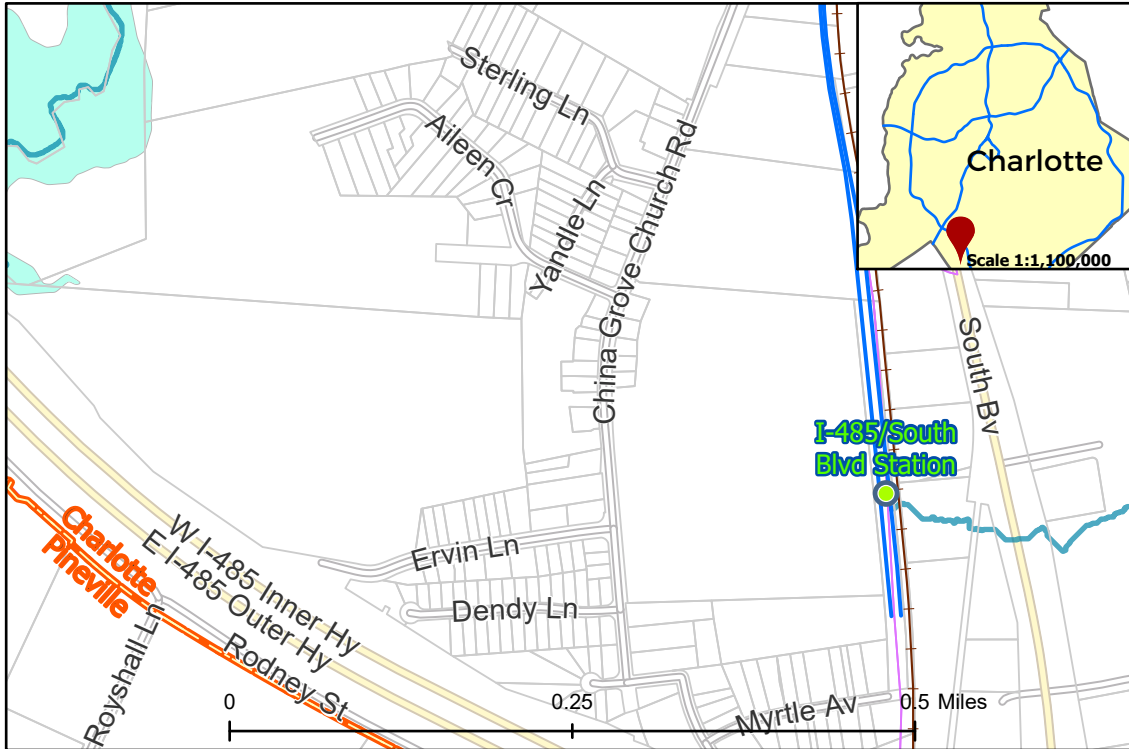 Sterling Ln
Aileen Cr
Yandle Ln
China Grove Church Rd
Charlotte
Scale 1:1,100,000
South Bv
I-485/South
Blvd Station
Charlotte
Pineville
W I-485 Inner Hy
E I-485 Outer Hy
Ervin Ln
Dendy Ln
Royshall Ln
Rodney St
Myrtle Av
0
0.25
0.5 Miles